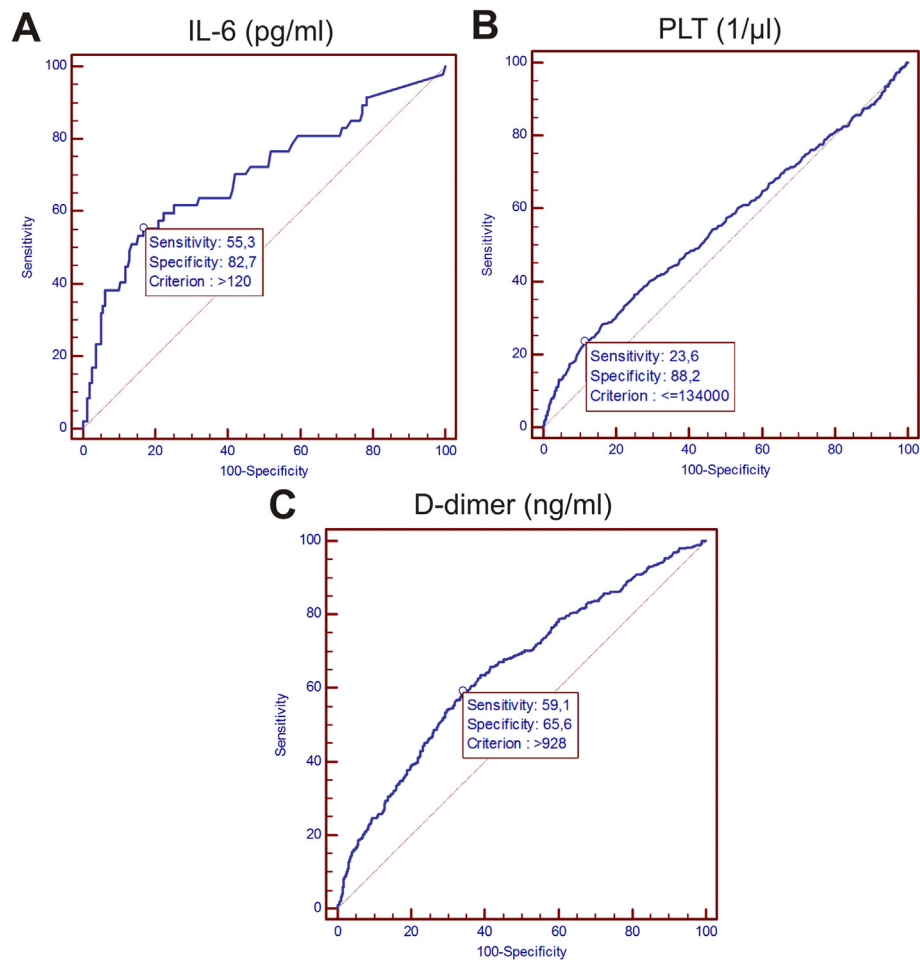 A
IL-6 (pg/ml)
100
80
60
40
20
0
Sensitivity
Sensitivity: 55,3
Specificity: 82,7
Criterion : >120
0 20 40 60 80 100
100-Specificity
B
PLT (1/µl)
100
80
60
40
20
0
Sensitivity
Sensitivity: 23,6
Specificity: 88,2
Criterion : <=134000
0 20 40 60 80 100
100-Specificity
C
D-dimer (ng/ml)
100
80
60
40
20
0
Sensitivity
Sensitivity: 59,1
Specificity: 65,6
Criterion : >928
0 20 40 60 80 100
100-Specificity